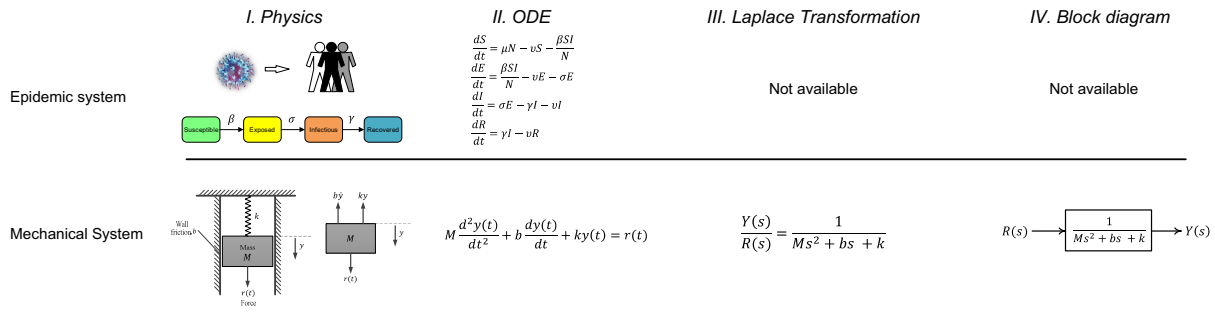 I. Physics
II. ODE
III. Laplace Transformation
IV. Block diagram
Epidemic system
Susceptible
β
Exposed
σ
Infectious
γ
Recovered
dS/dt = μN − υS − βSI/N
dE/dt = βSI/N − υE − σE
dI/dt = σE − γI − υI
dR/dt = γI − υR
Not available
Not available
Mechanical System
k
Wall
friction, b
Mass
M
y
r(t)
Force
bẏ
ky
M
y
r(t)
M d²y(t)/dt² + b dy(t)/dt + ky(t) = r(t)
Y(s)/R(s) = 1/(Ms² + bs + k)
R(s)
1/(Ms² + bs + k)
Y(s)